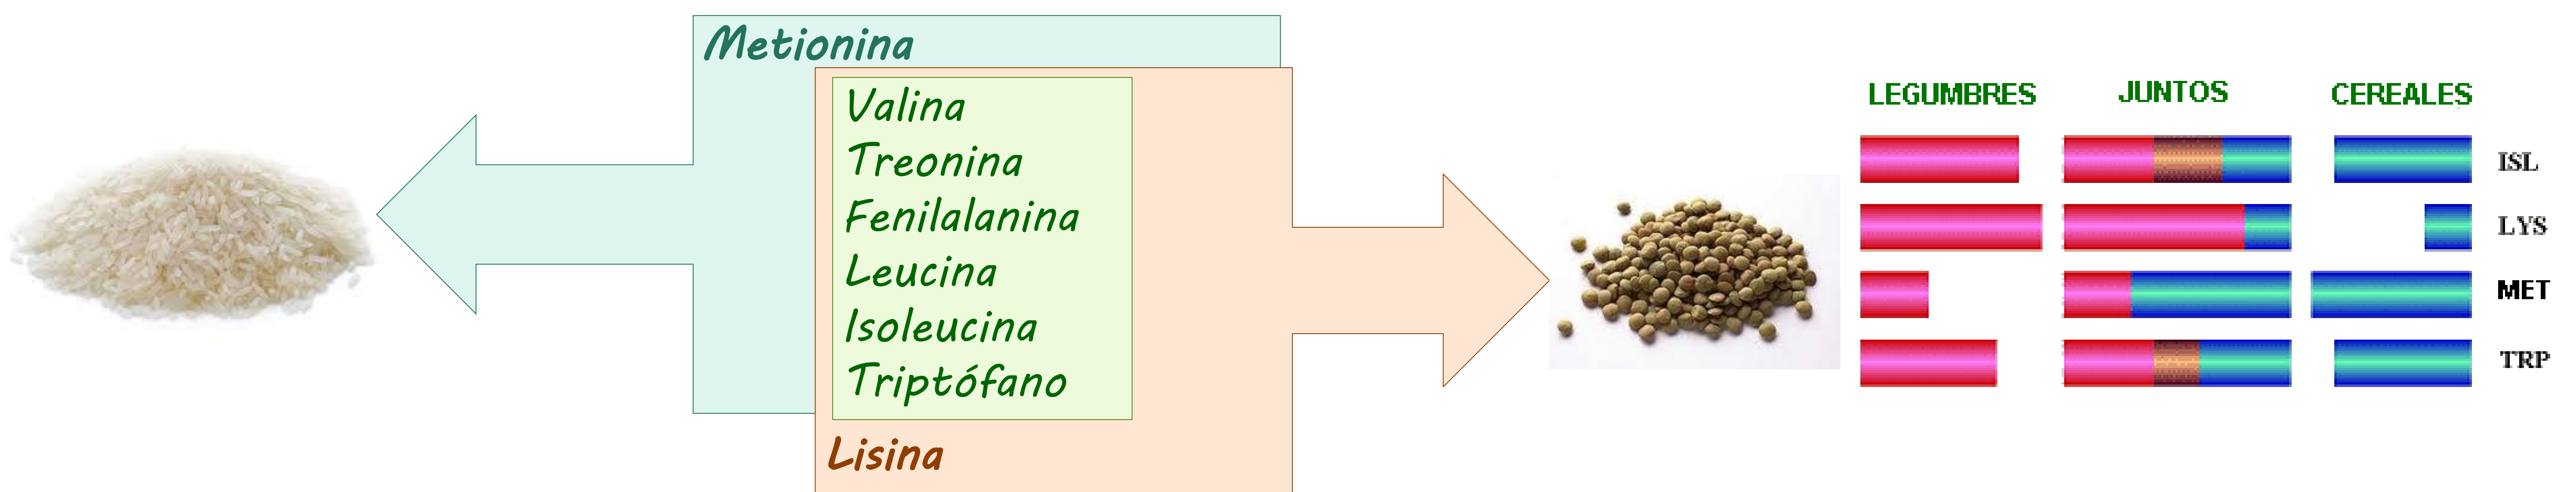 Metionina
Valina
Treonina
Fenilalanina
Leucina
Isoleucina
Triptófano
Lisina
LEGUMBRES JUNTOS CEREALES
ISL
LYS
MET
TRP